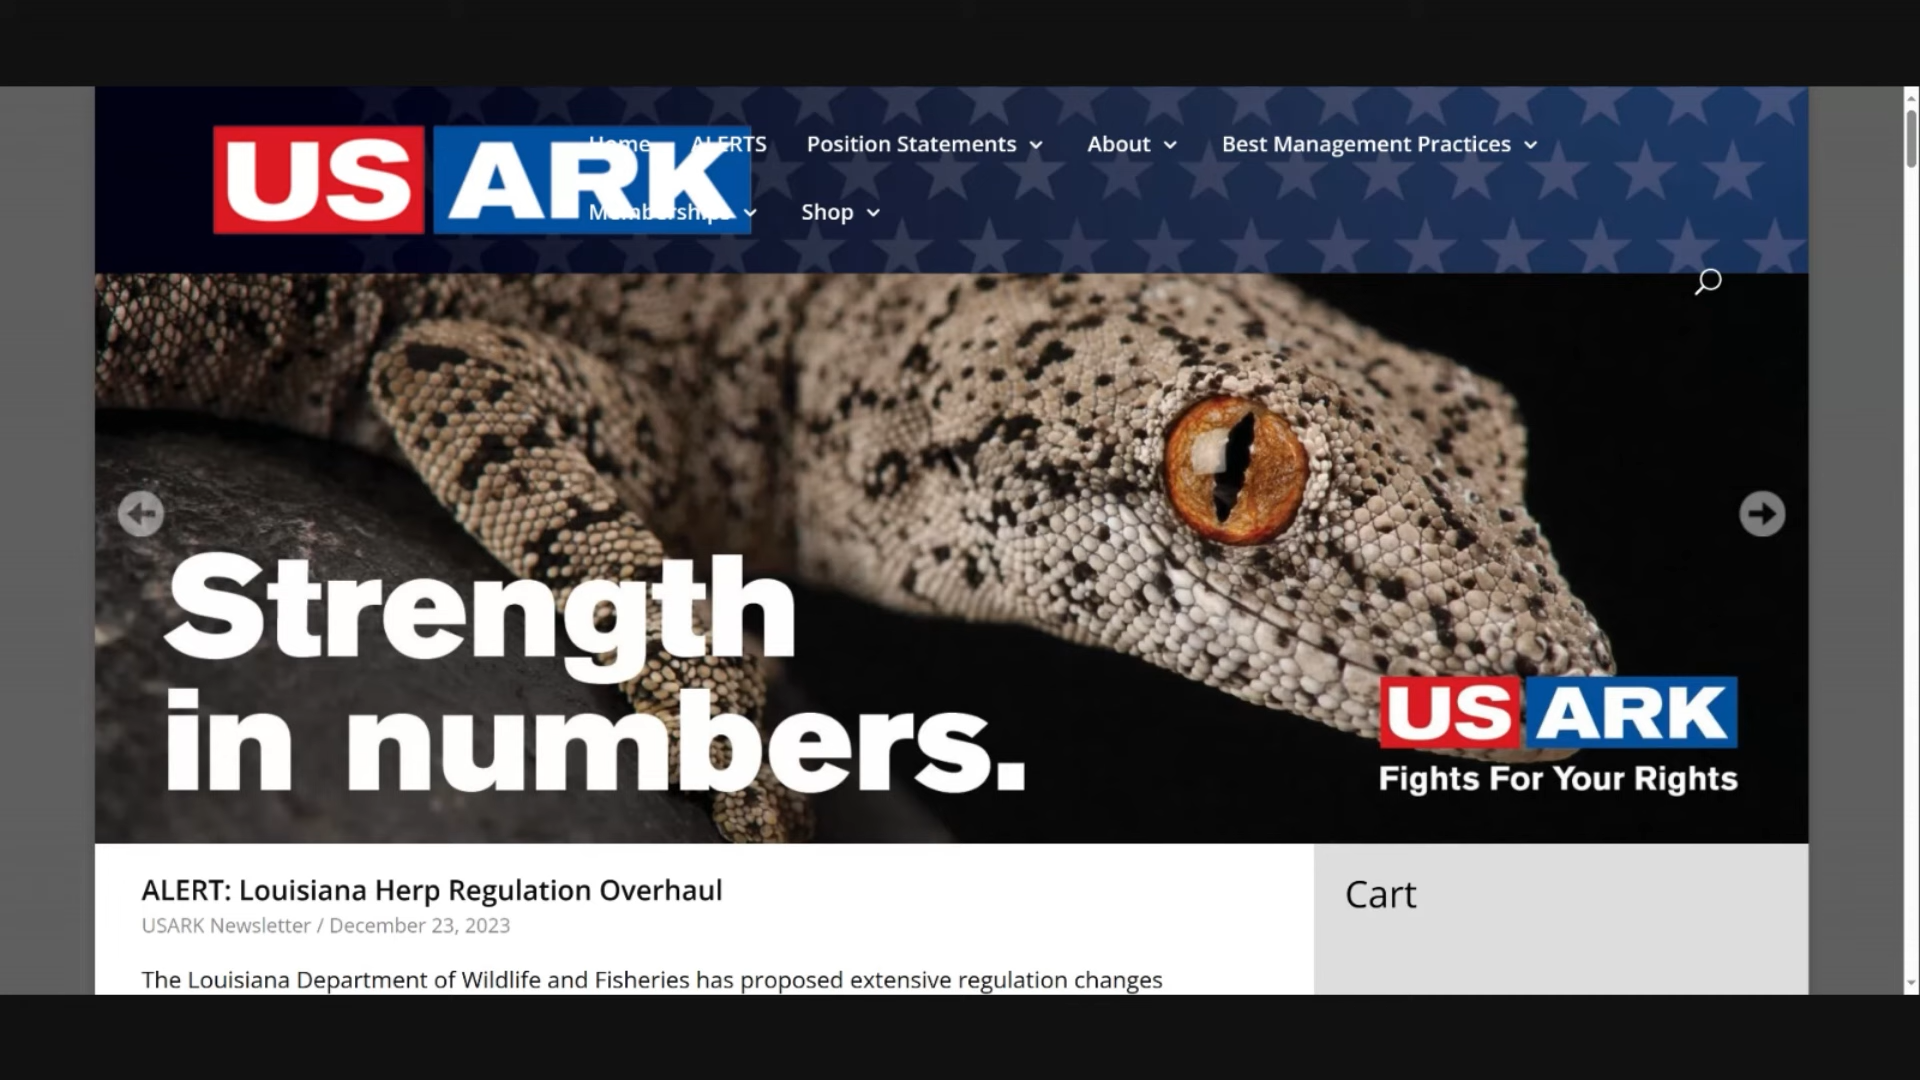 US ARK
Home ALERTS Position Statements About Best Management Practices
Memberships Shop
Strength
in numbers.
US ARK
Fights For Your Rights
ALERT: Louisiana Herp Regulation Overhaul
USARK Newsletter / December 23, 2023
The Louisiana Department of Wildlife and Fisheries has proposed extensive regulation changes
Cart